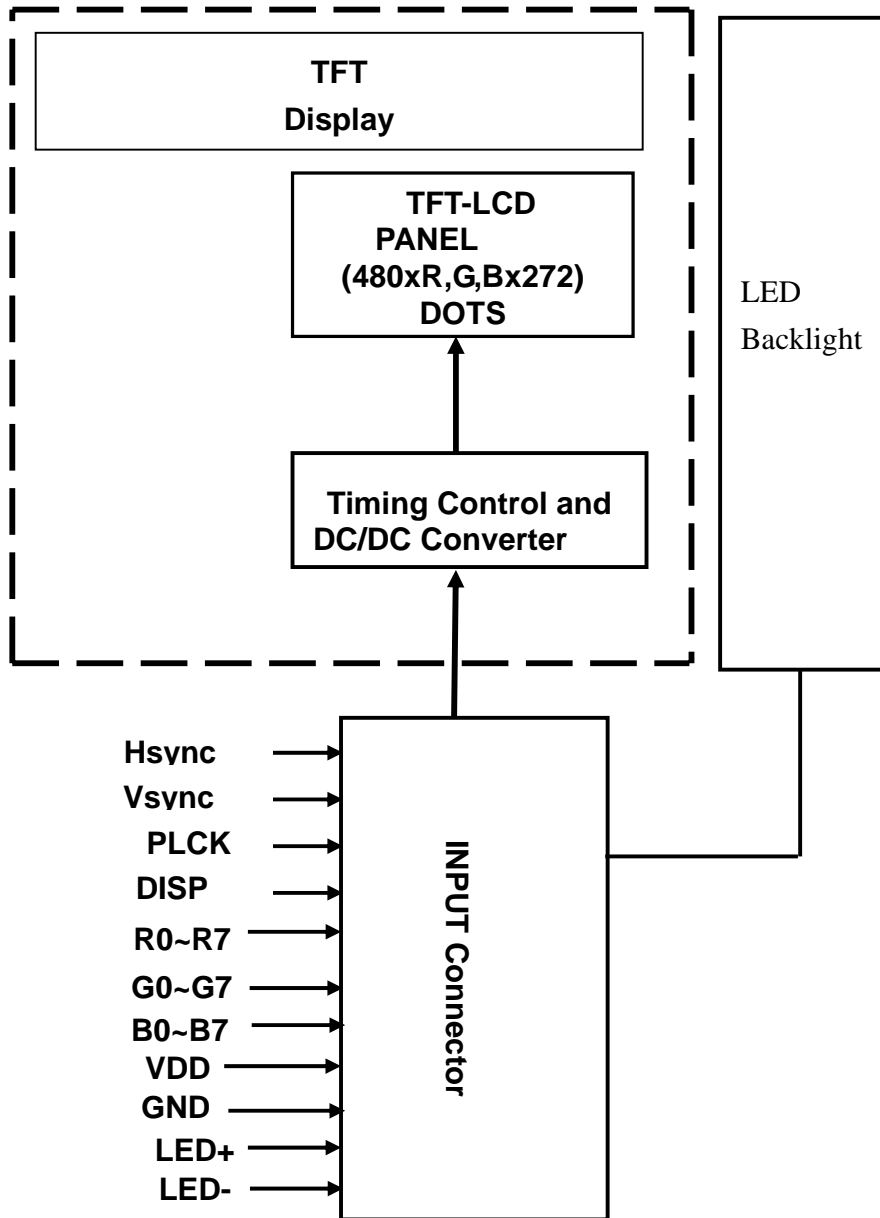 TFT
Display
TFT-LCD
PANEL
(480xR,G,Bx272)
DOTS
LED
Backlight
Timing Control and
DC/DC Converter
Hsync
Vsync
PLCK
DISP
R0~R7
G0~G7
B0~B7
VDD
GND
LED+
LED-
INPUT Connector